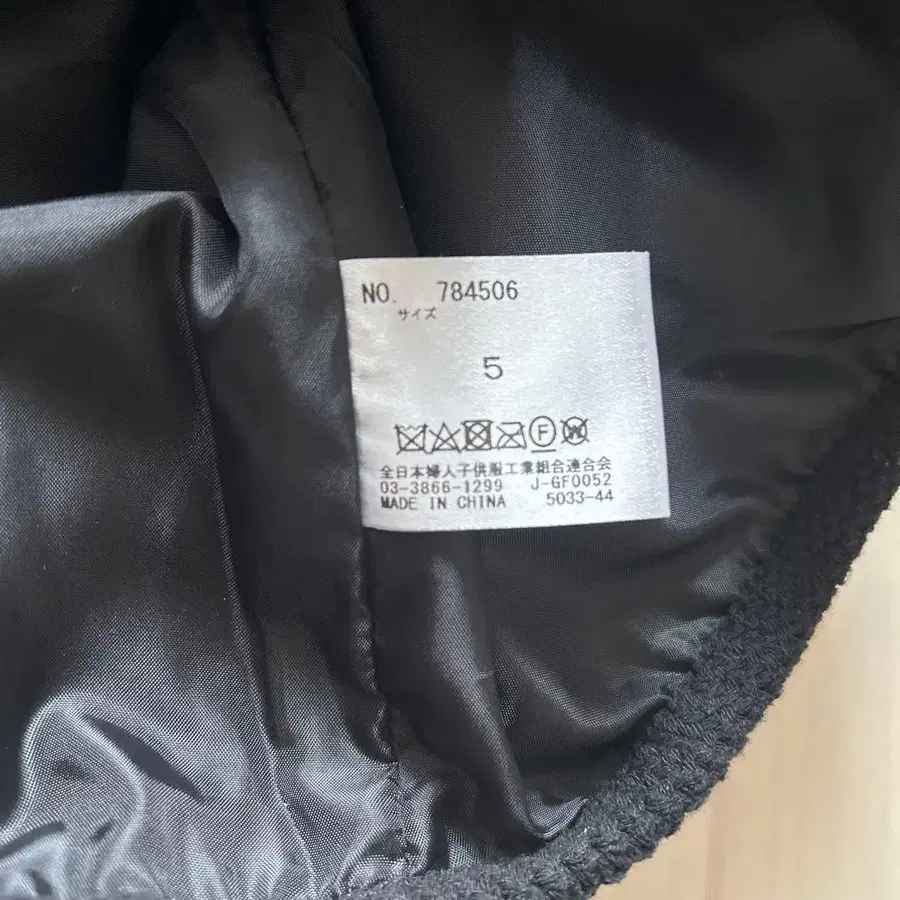 NO. 784506
サイズ
5
F W
全日本婦人子供服工業組合連合会
03-3866-1299 J-GF0052
MADE IN CHINA 5033-44